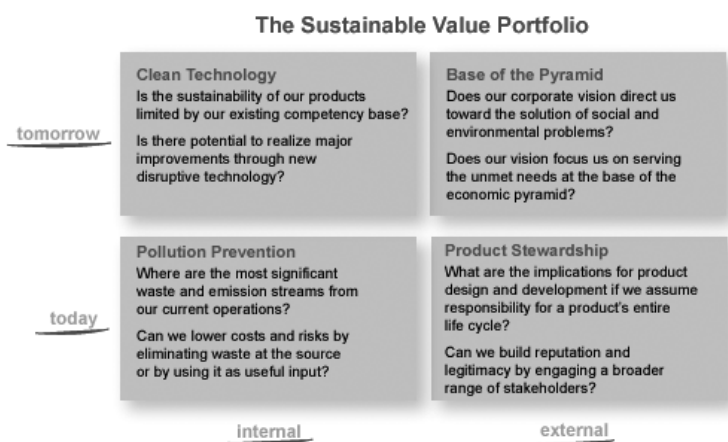 The Sustainable Value Portfolio
Clean Technology
Is the sustainability of our products
limited by our existing competency base?
Is there potential to realize major
improvements through new
disruptive technology?
Base of the Pyramid
Does our corporate vision direct us
toward the solution of social and
environmental problems?
Does our vision focus us on serving
the unmet needs at the base of the
economic pyramid?
tomorrow
Pollution Prevention
Where are the most significant
waste and emission streams from
our current operations?
Can we lower costs and risks by
eliminating waste at the source
or by using it as useful input?
Product Stewardship
What are the implications for product
design and development if we assume
responsibility for a product's entire
life cycle?
Can we build reputation and
legitimacy by engaging a broader
range of stakeholders?
today
internal
external